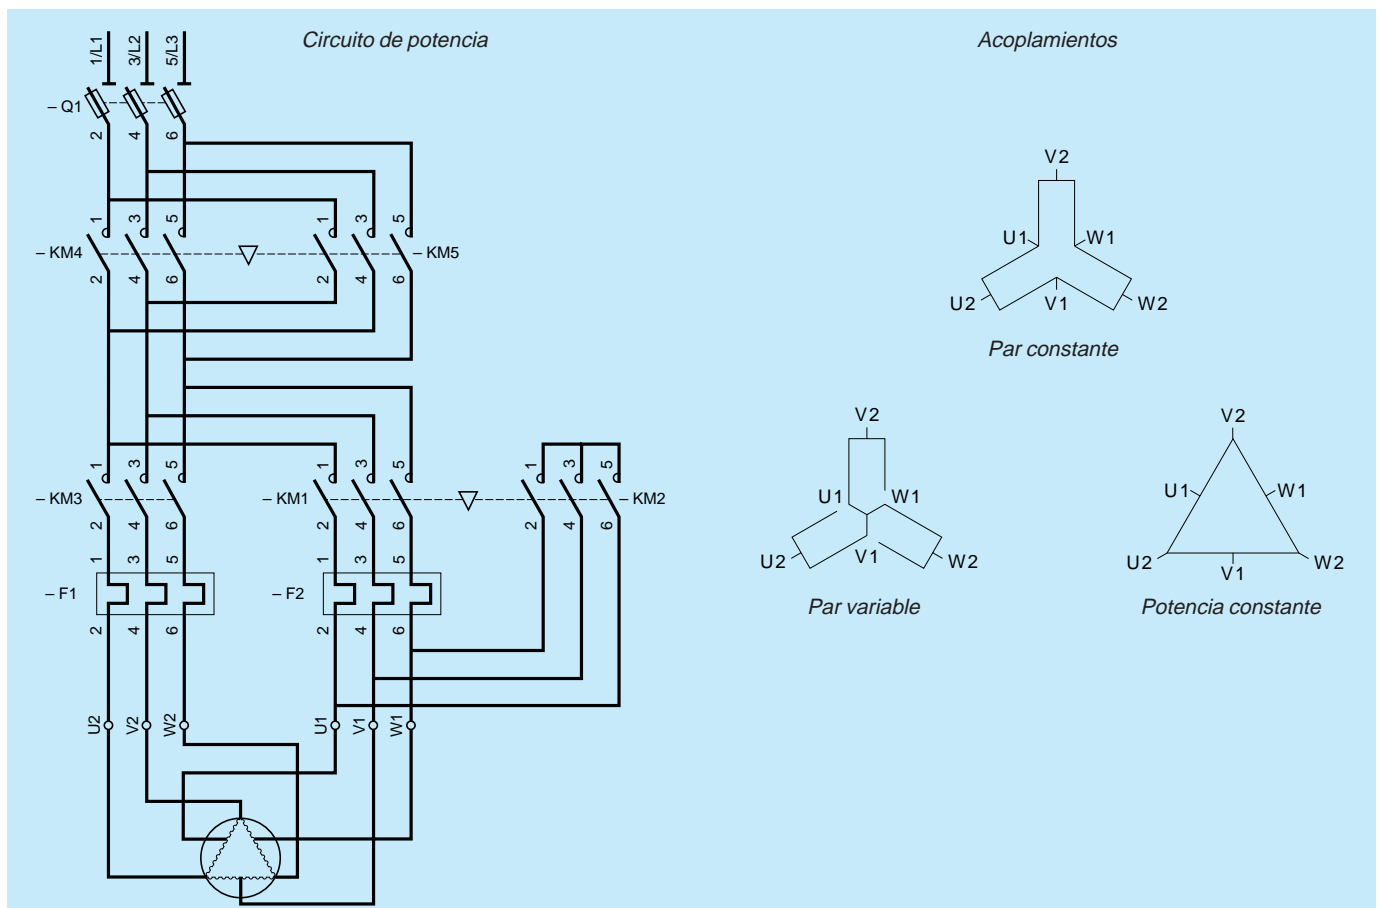 Circuito de potencia
Acoplamientos
1/L1 3/L2 5/L3
– Q1
2 4 6
V2
1 3 5 1 3 5
– KM4
– KM5
2 4 6 2 4 6
U1 W1
U2 V1 W2
Par constante
V2
V2
1 3 5 1 3 5 1 3 5
– KM3
– KM1
– KM2
2 4 6 2 4 6 2 4 6
U1 W1
U1 W1
1 3 5 1 3 5
U2 V1 W2
U2 V1 W2
– F1
– F2
Par variable
Potencia constante
2 4 6 2 4 6
U2 V2 W2 U1 V1 W1